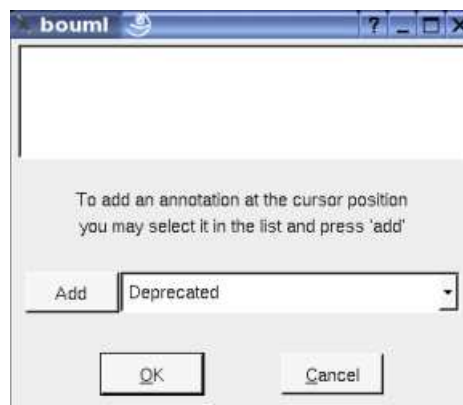 bouml
To add an annotation at the cursor position
you may select it in the list and press 'add'
Add
Deprecated
OK
Cancel